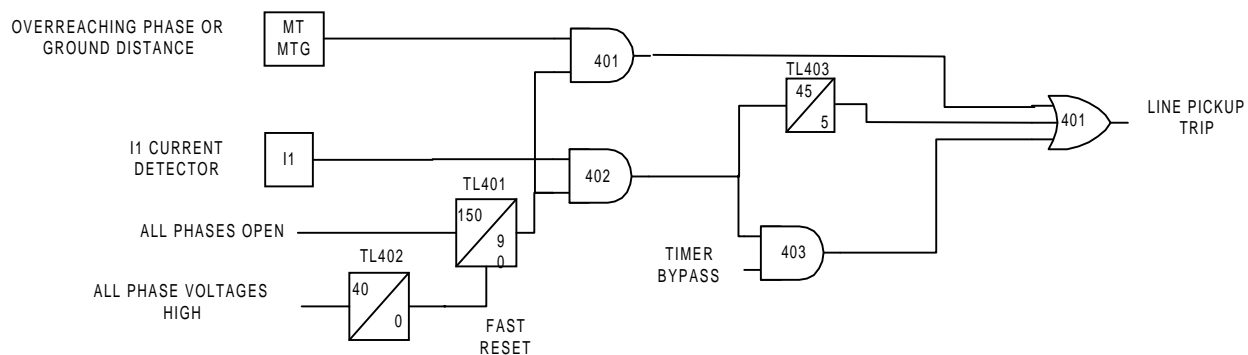 OVERREACHING PHASE OR
GROUND DISTANCE
MT
MTG
401
TL403
45
5
401
LINE PICKUP
TRIP
I1 CURRENT
DETECTOR
I1
402
TL401
150
9
0
ALL PHASES OPEN
TIMER
BYPASS
403
TL402
40
0
ALL PHASE VOLTAGES
HIGH
FAST
RESET